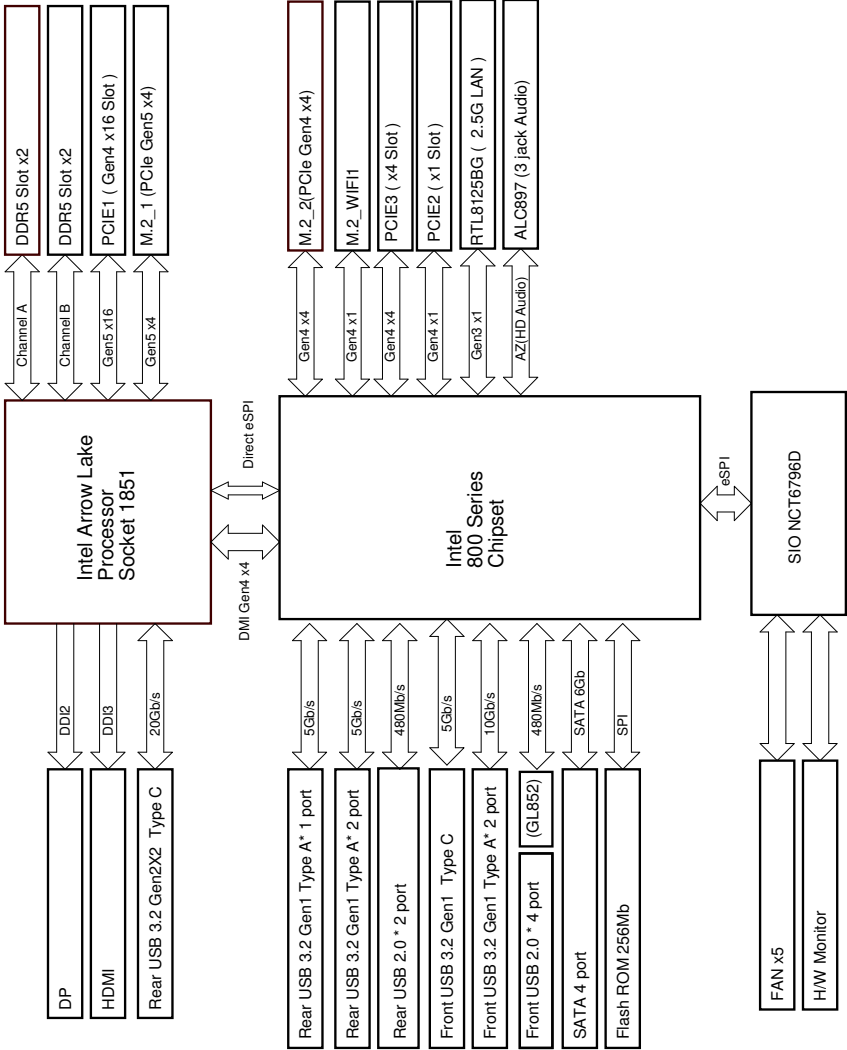 DP
HDMI
Rear USB 3.2 Gen2X2 Type C
DDI2
DDI3
20Gb/s
Intel Arrow Lake
Processor
Socket 1851
Channel A
Channel B
Gen5 x16
Gen5 x4
DDR5 Slot x2
DDR5 Slot x2
PCIE1 ( Gen4 x16 Slot )
M.2_1 (PCIe Gen5 x4)
DMI Gen4 x4
Direct eSPI
Rear USB 3.2 Gen1 Type A* 1 port
Rear USB 3.2 Gen1 Type A* 2 port
Rear USB 2.0 * 2 port
Front USB 3.2 Gen1 Type C
Front USB 3.2 Gen1 Type A* 2 port
Front USB 2.0 * 4 port
(GL852)
SATA 4 port
Flash ROM 256Mb
5Gb/s
5Gb/s
480Mb/s
5Gb/s
10Gb/s
480Mb/s
SATA 6Gb
SPI
Intel
800 Series
Chipset
Gen4 x4
Gen4 x1
Gen4 x4
Gen4 x1
Gen3 x1
AZ(HD Audio)
M.2_2(PCIe Gen4 x4)
M.2_WIFI1
PCIE3 ( x4 Slot )
PCIE2 ( x1 Slot )
RTL8125BG ( 2.5G LAN )
ALC897 (3 jack Audio)
eSPI
FAN x5
H/W Monitor
SIO NCT6796D